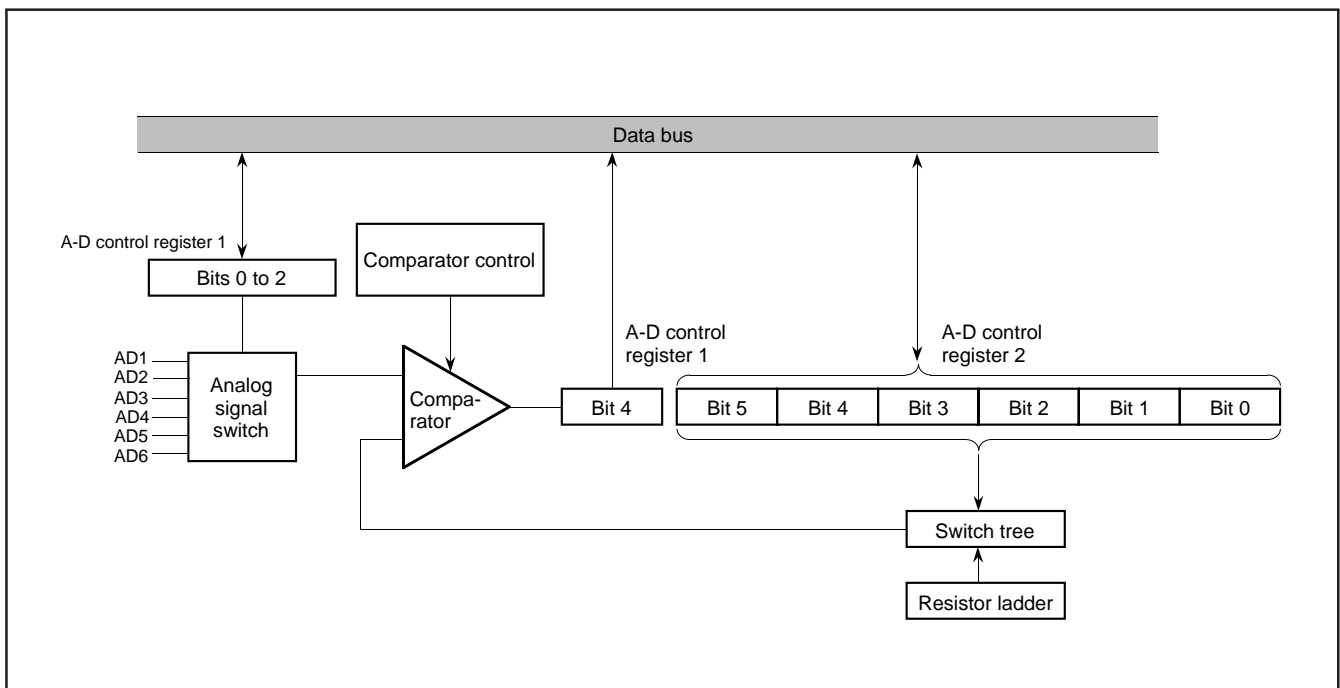 Data bus
A-D control register 1
Bits 0 to 2
Comparator control
A-D control
register 1
A-D control
register 2
AD1
AD2
AD3
AD4
AD5
AD6
Analog
signal
switch
Compa-
rator
Bit 4
Bit 5
Bit 4
Bit 3
Bit 2
Bit 1
Bit 0
Switch tree
Resistor ladder